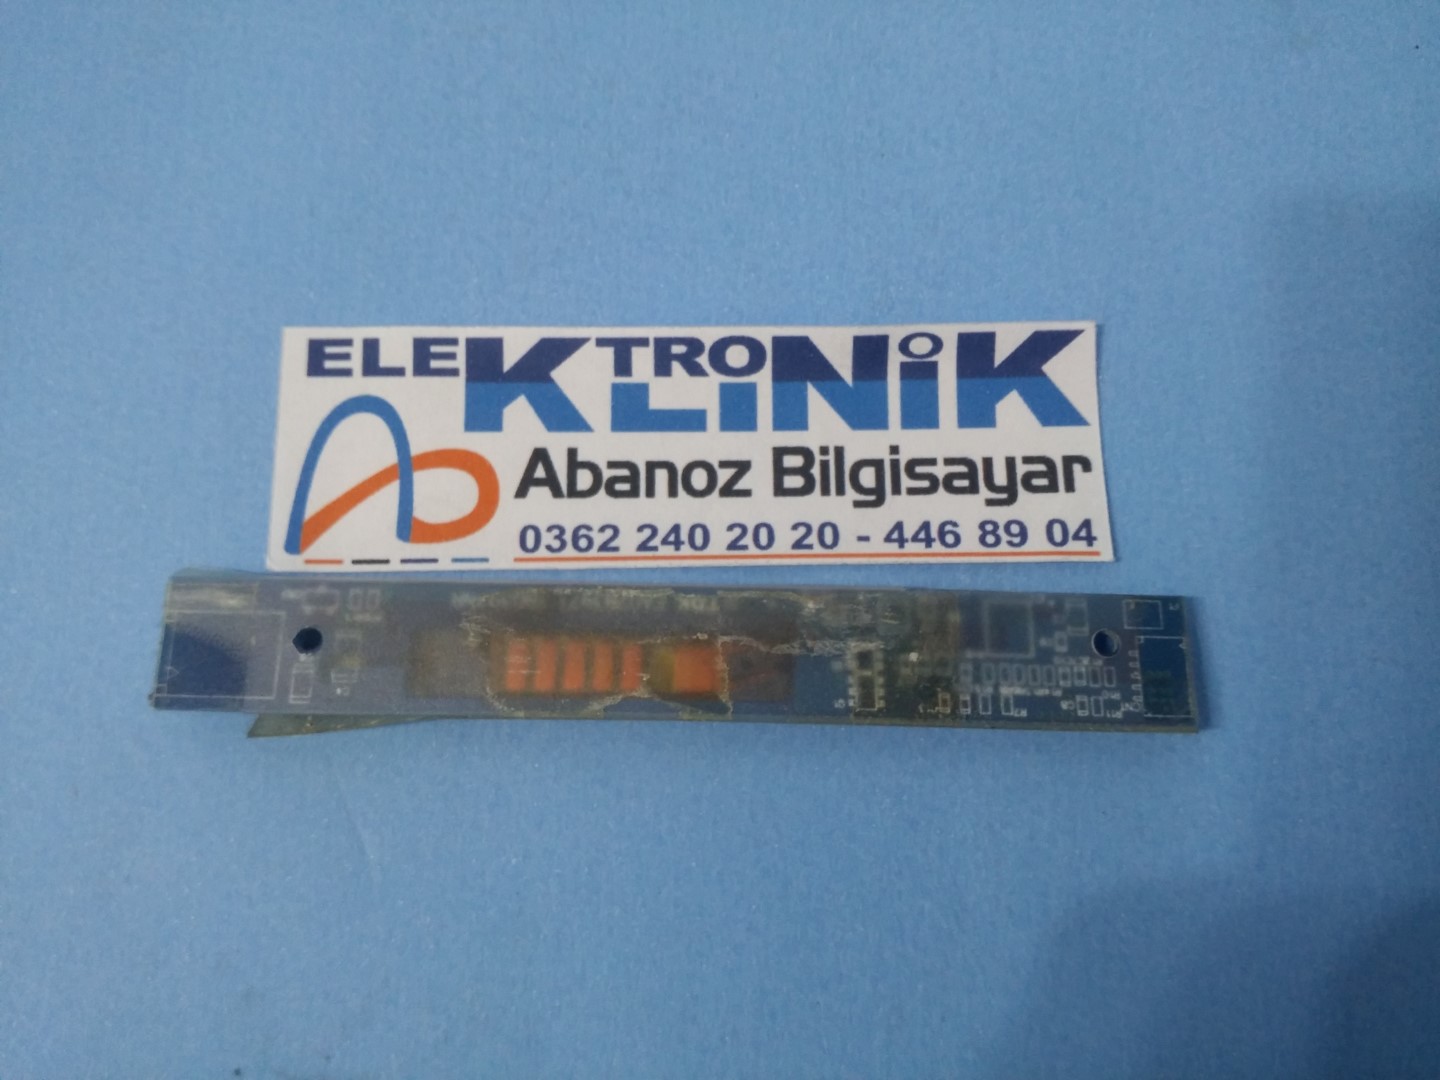 ELEKTRONİK
KLİNİK
Abanoz Bilgisayar
0362 240 20 20 - 446 89 04